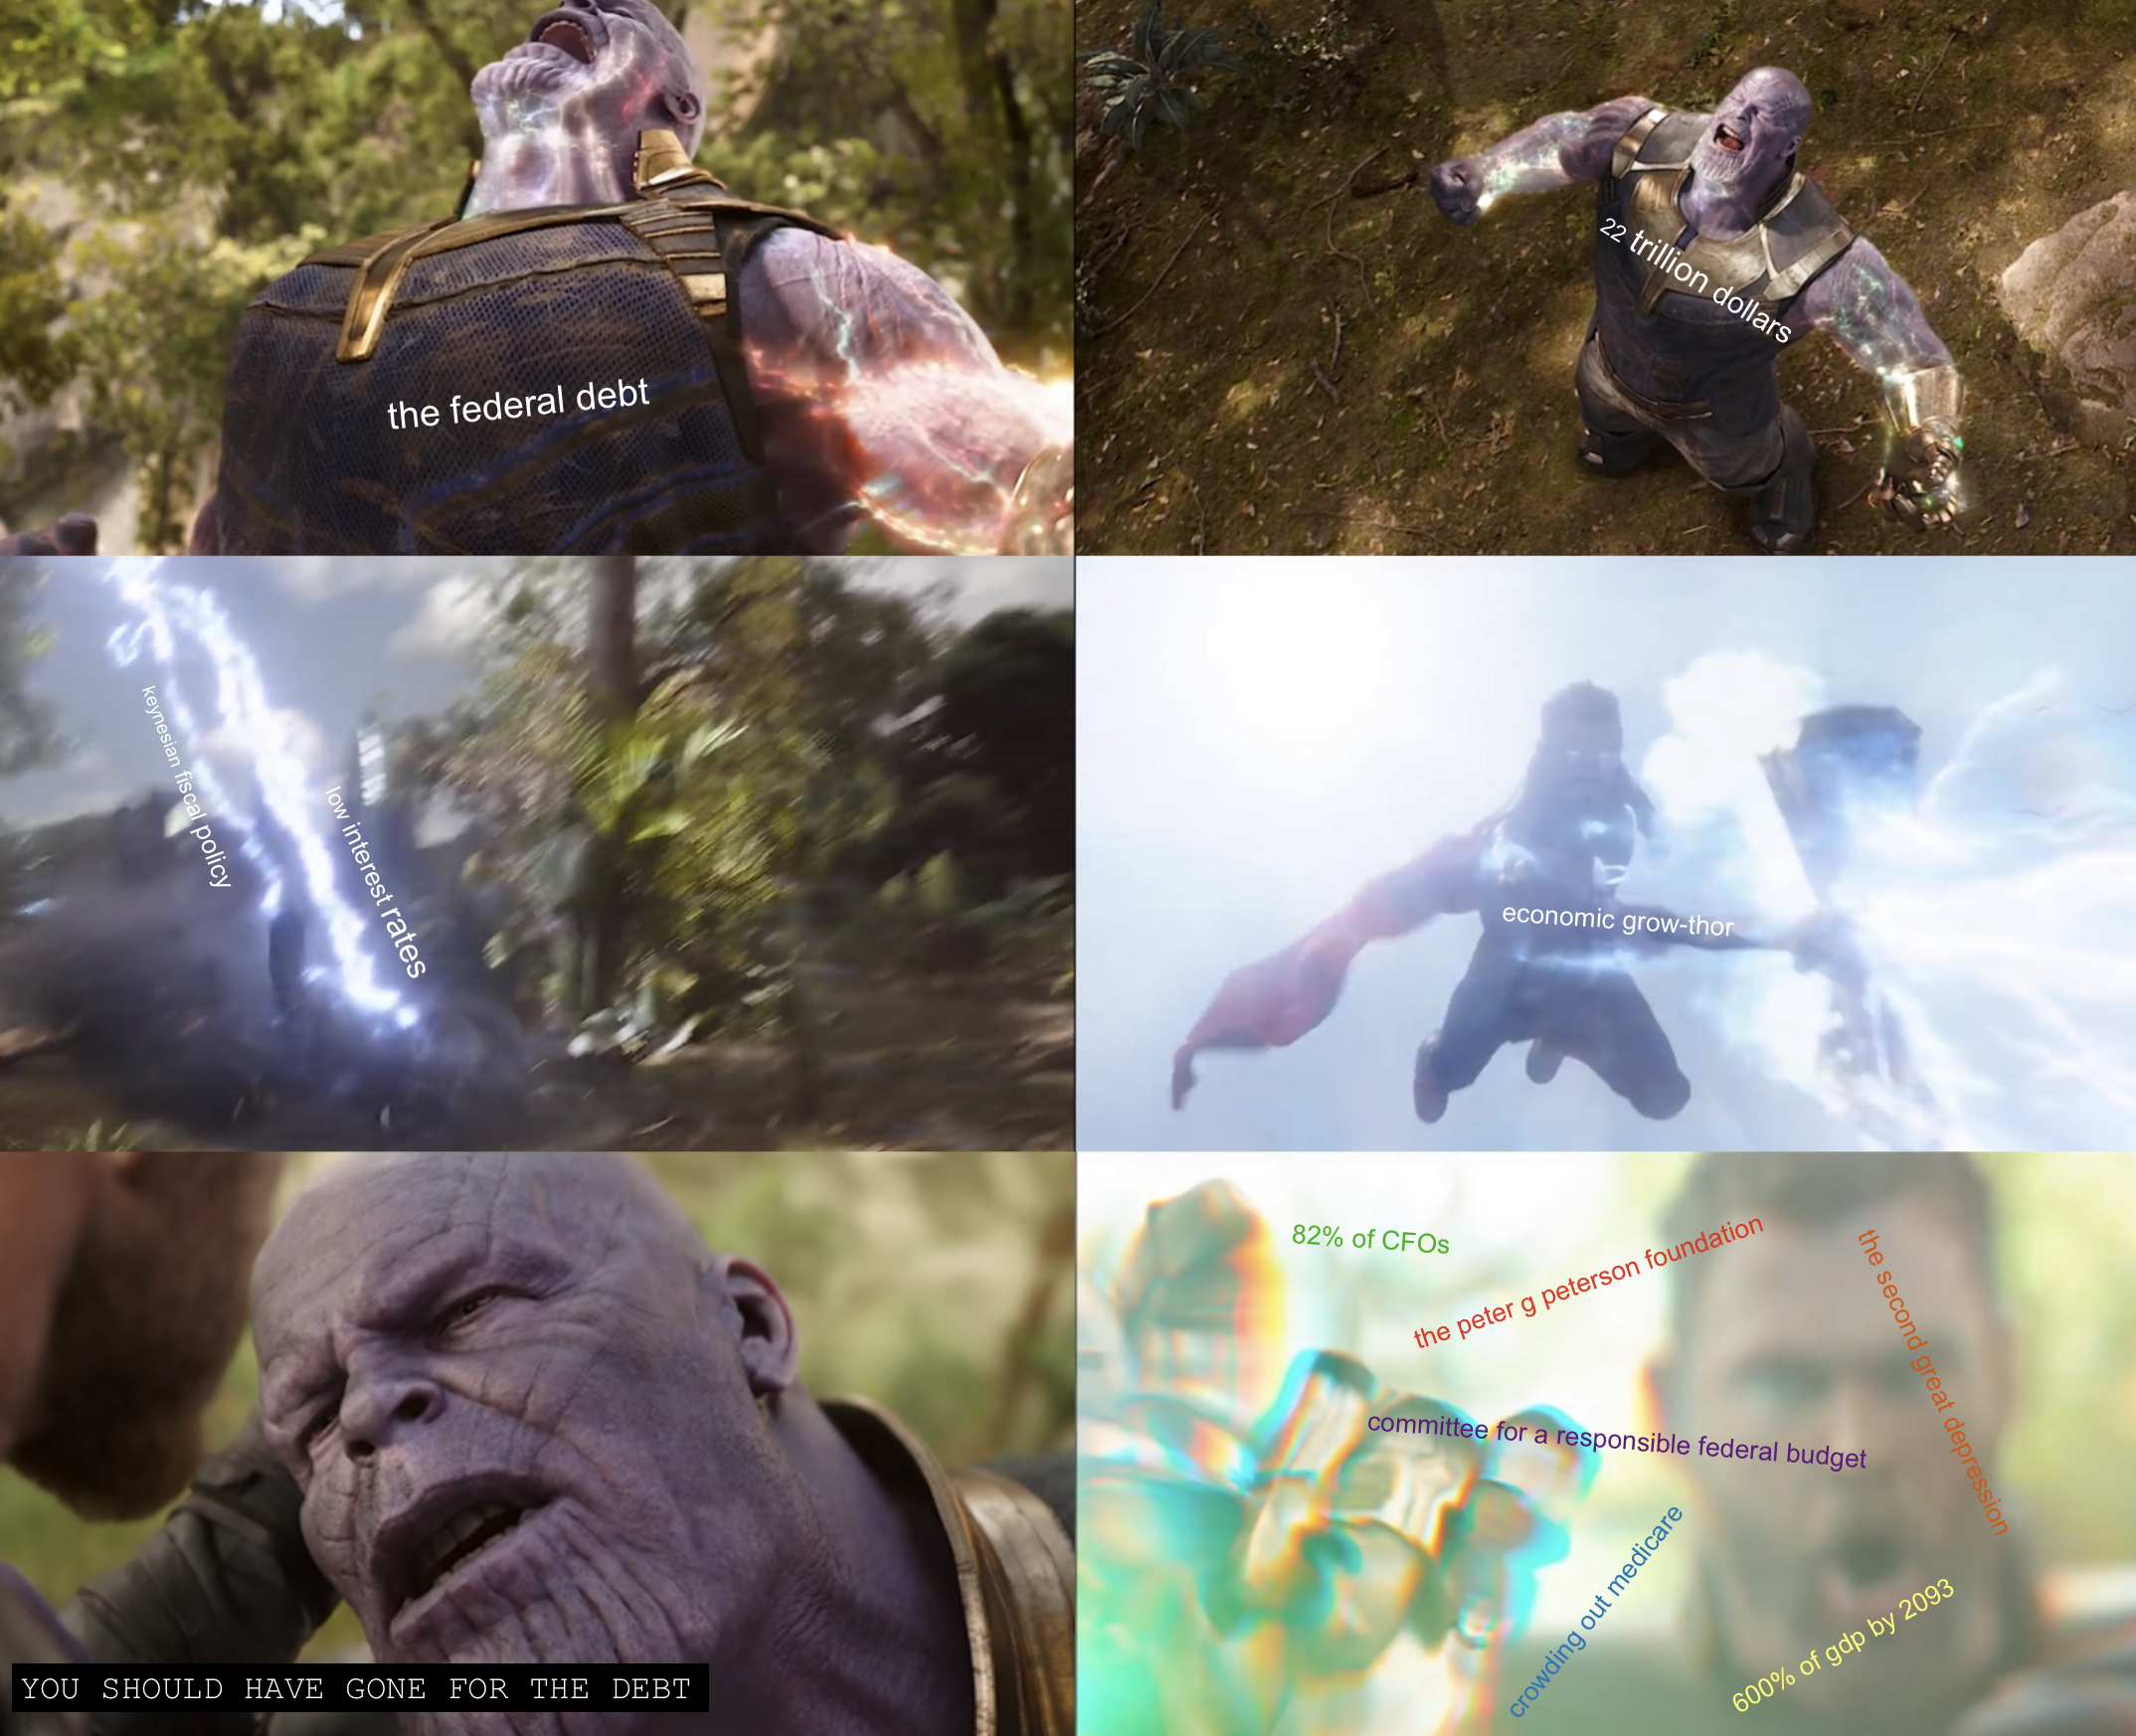 the federal debt
22 trillion dollars
keynesian fiscal policy
low interest rates
economic grow-thor
YOU SHOULD HAVE GONE FOR THE DEBT
82% of CFOs
the peter g peterson foundation
the second great depression
committee for a responsible federal budget
crowding out medicare
600% of gdp by 2093